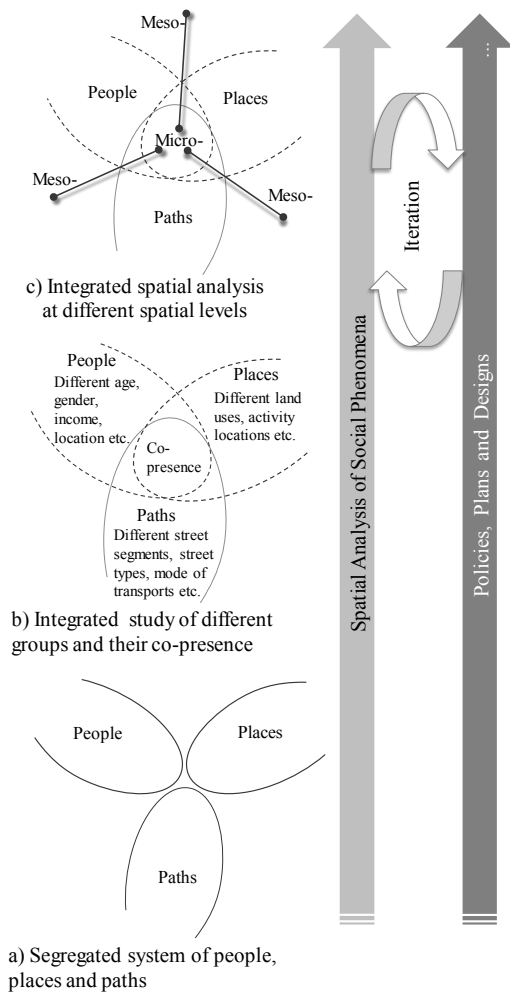 Meso-
People
Places
Micro-
Meso-
Meso-
Paths
c) Integrated spatial analysis
at different spatial levels
People
Different age,
gender,
income,
location etc.
Places
Different land
uses, activity
locations etc.
Co-
presence
Paths
Different street
segments, street
types, mode of
transports etc.
b) Integrated study of different
groups and their co-presence
People
Places
Paths
a) Segregated system of people,
places and paths
Spatial Analysis of Social Phenomena
Iteration
Policies, Plans and Designs
...